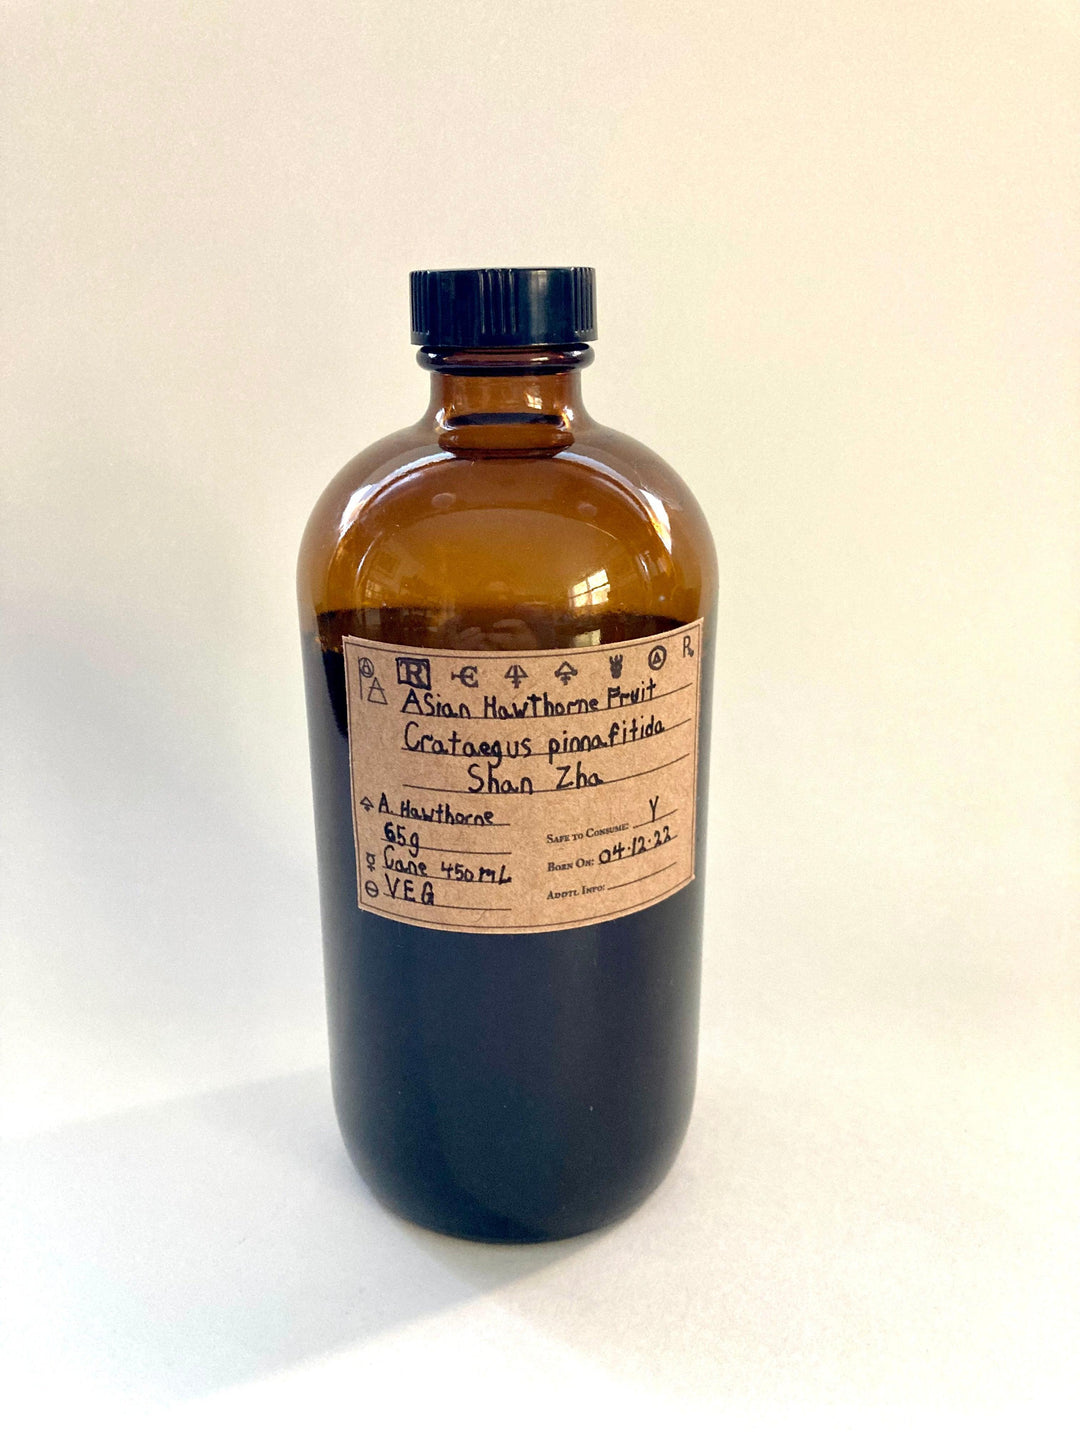 R
Asian Hawthorne Fruit
Crataegus pinnafitida
Shan Zha
A. Hawthorne
65g
Cane 450ML
VEG
Safe to Consume: Y
Born On: 04·12·22
Addtl Info: